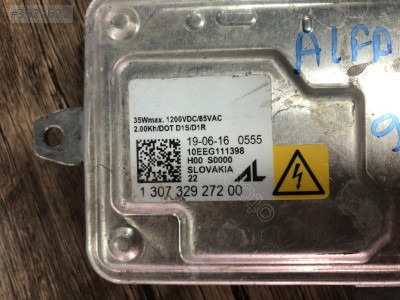 ALFA
35Wmax. 1200VDC/85VAC
2.00Kh/DOT D1S/D1R
19-06-16 0555
10EEG111398
H00 S0000
SLOVAKIA
22
AL
1 307 329 272 00